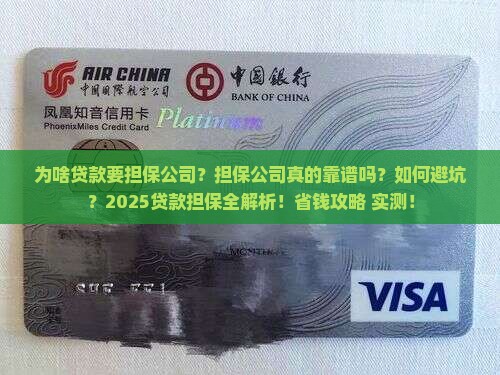 AIR CHINA
中国国际航空公司
中国銀行
BANK OF CHINA
凤凰知音信用卡
PhoenixMiles Credit Card
Platinum
为啥贷款要担保公司？担保公司真的靠谱吗？如何避坑
？2025贷款担保全解析！省钱攻略 实测！
VISA